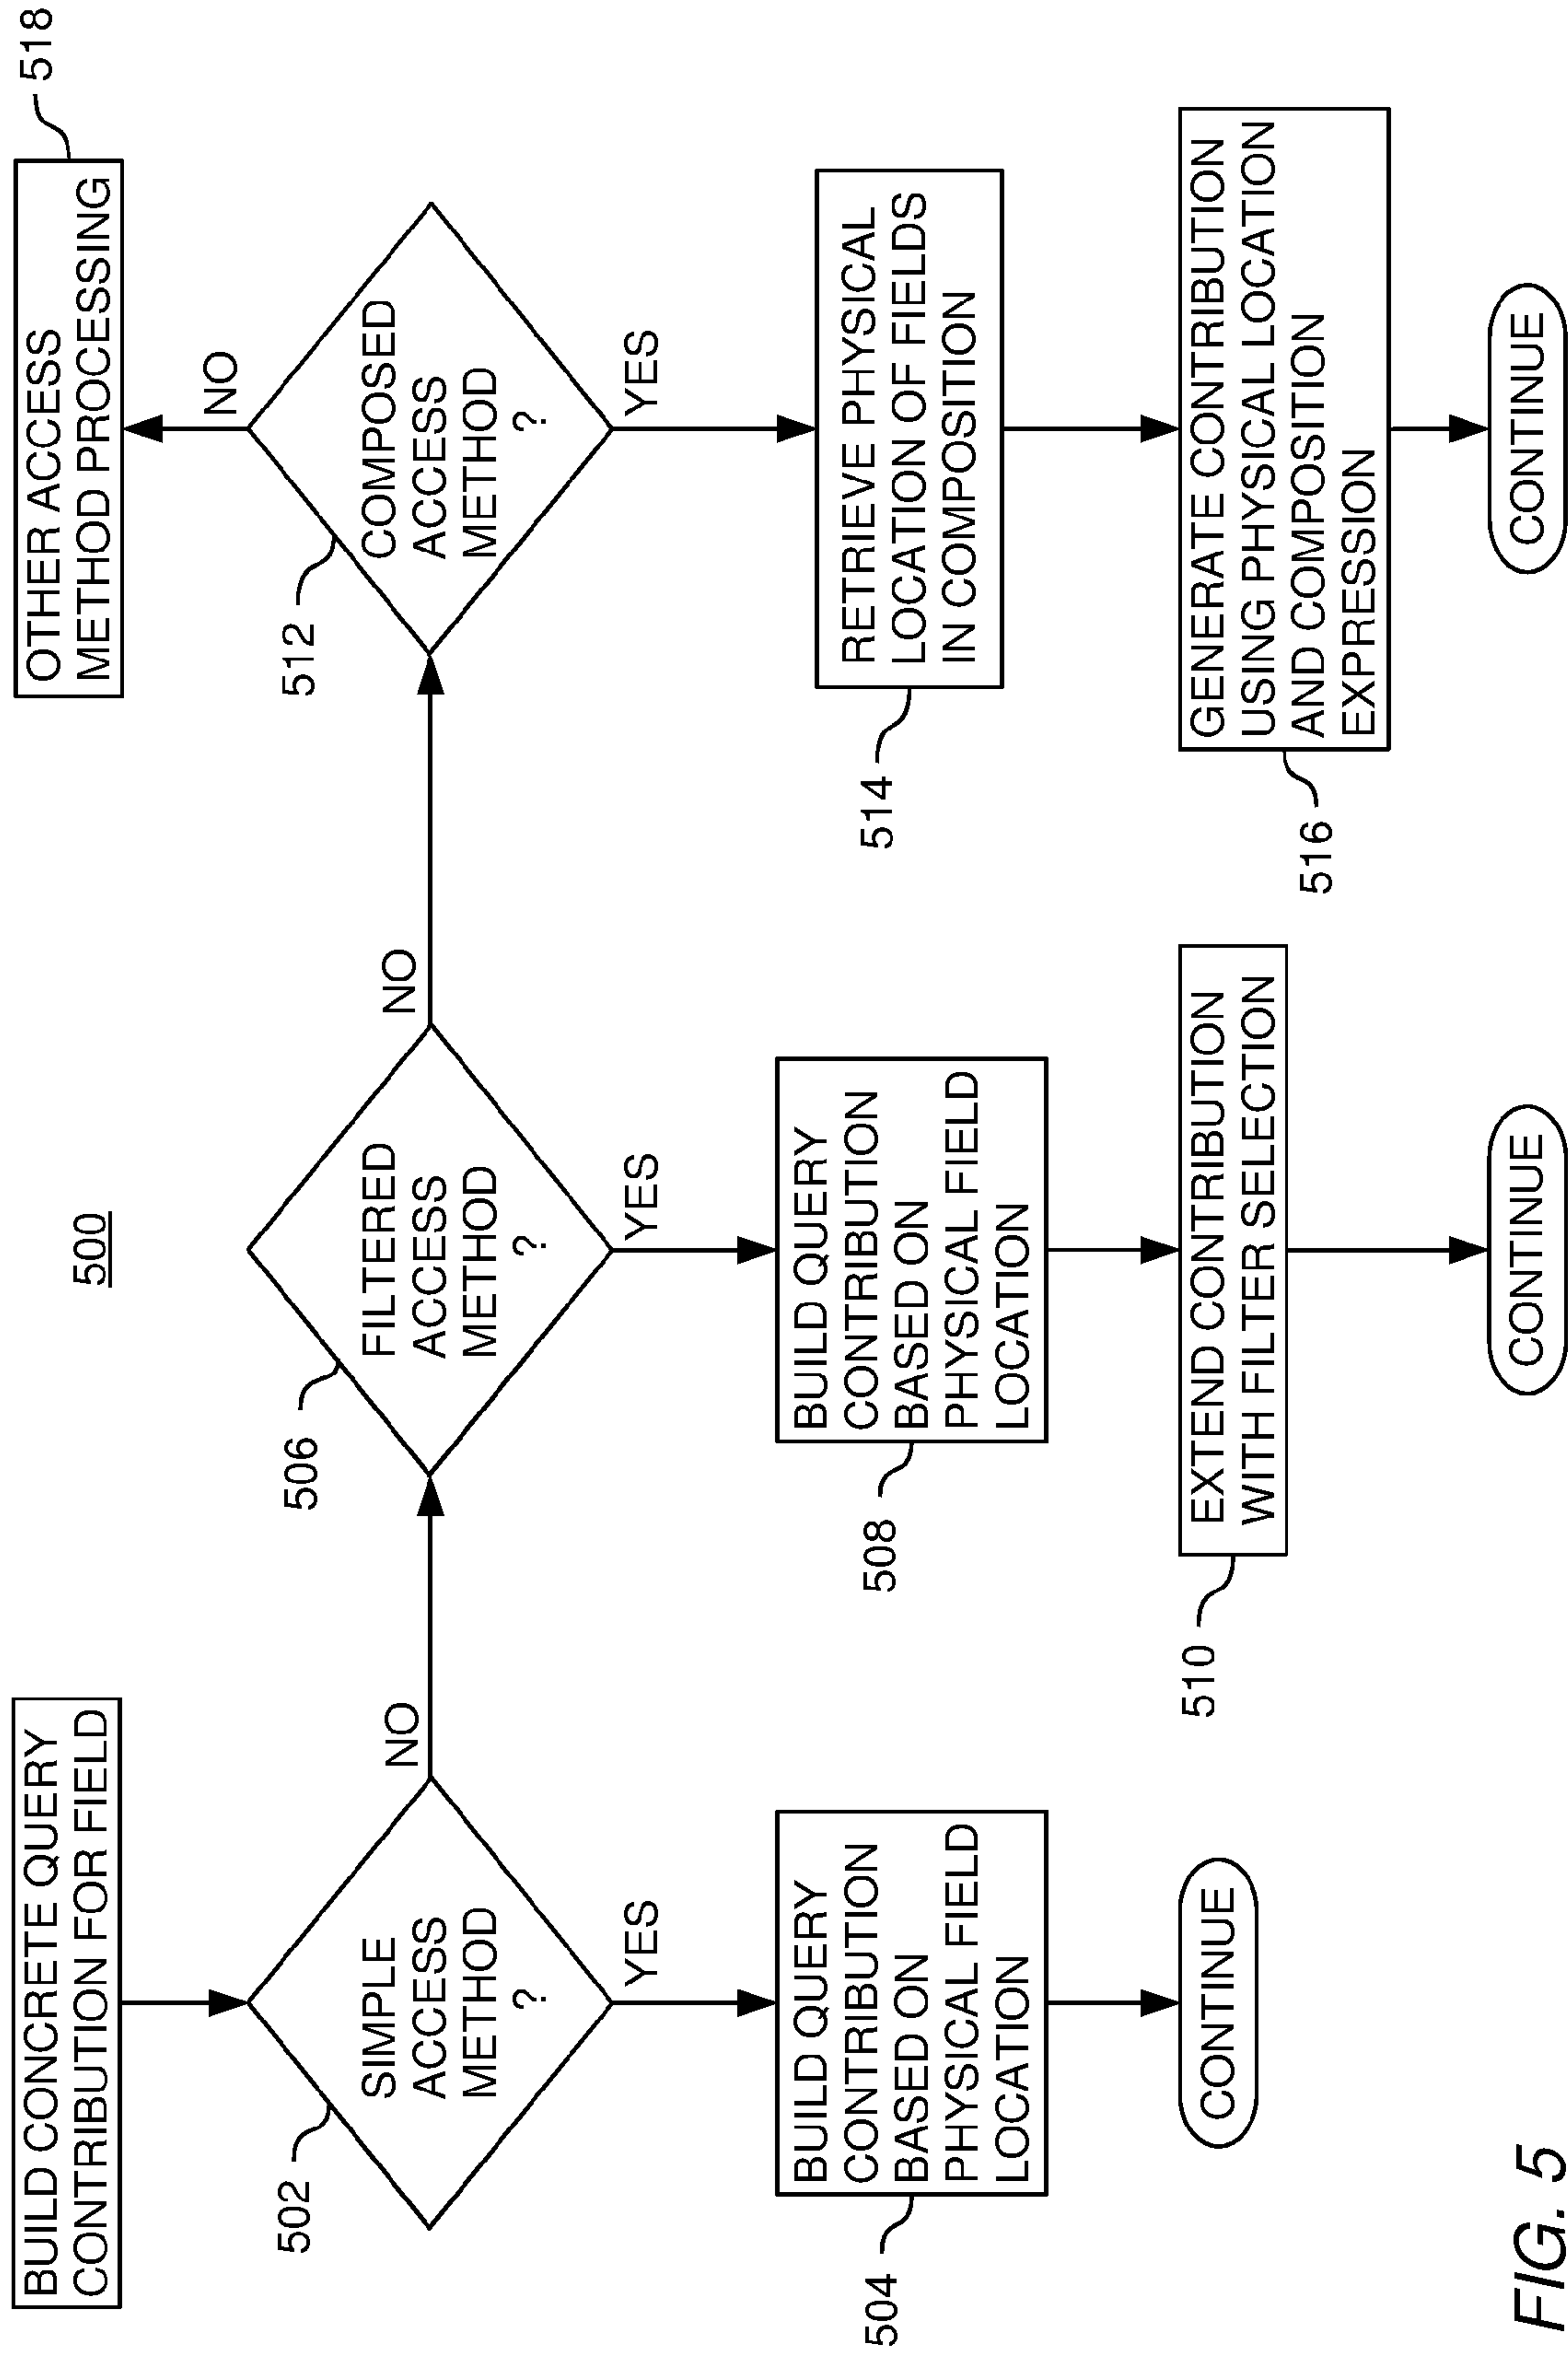 500
BUILD CONCRETE QUERY
CONTRIBUTION FOR FIELD
502
SIMPLE
ACCESS
METHOD
?
NO
YES
504
BUILD QUERY
CONTRIBUTION
BASED ON
PHYSICAL FIELD
LOCATION
CONTINUE
506
FILTERED
ACCESS
METHOD
?
NO
YES
508
BUILD QUERY
CONTRIBUTION
BASED ON
PHYSICAL FIELD
LOCATION
510
EXTEND CONTRIBUTION
WITH FILTER SELECTION
CONTINUE
518
OTHER ACCESS
METHOD PROCESSING
NO
512
COMPOSED
ACCESS
METHOD
?
YES
514
RETRIEVE PHYSICAL
LOCATION OF FIELDS
IN COMPOSITION
516
GENERATE CONTRIBUTION
USING PHYSICAL LOCATION
AND COMPOSITION
EXPRESSION
CONTINUE
FIG. 5